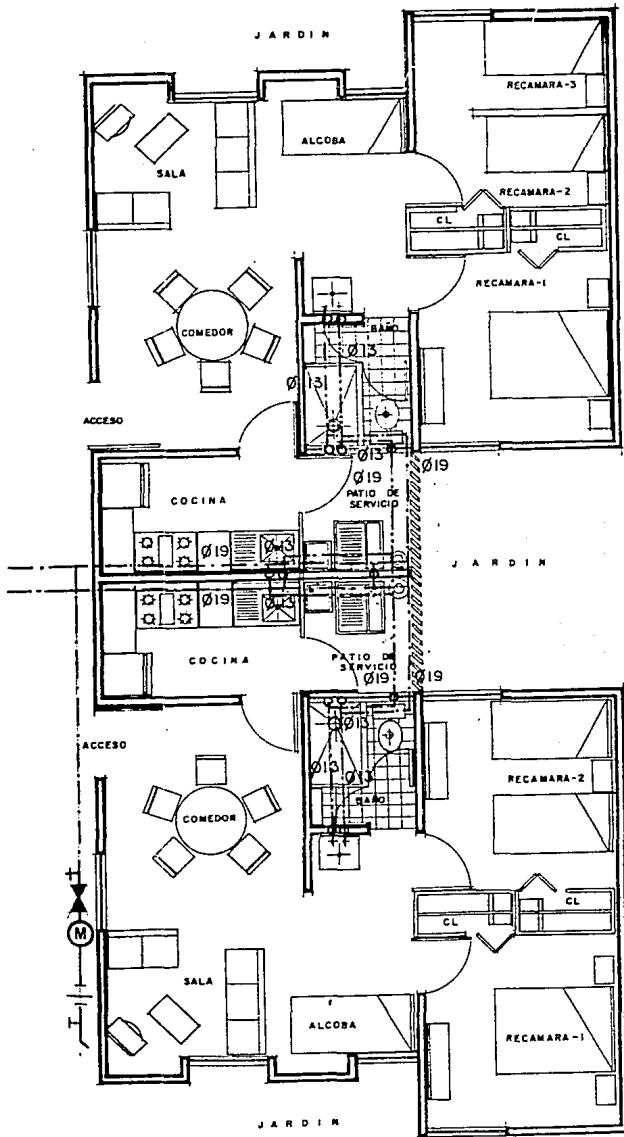 JARDIN
RECAMARA-3
ALCOBA
SALA
RECAMARA-2
CL
CL
RECAMARA-1
COMEDOR
BAÑO
Ø13
Ø13
ACCESO
Ø13
Ø19
Ø19
COCINA
PATIO DE
SERVICIO
Ø19
Ø13
JARDIN
Ø19
Ø13
COCINA
PATIO DE
SERVICIO
Ø19
Ø19
ACCESO
Ø13
Ø13
Ø13
BAÑO
RECAMARA-2
COMEDOR
CL
CL
M
SALA
ALCOBA
RECAMARA-1
JARDIN